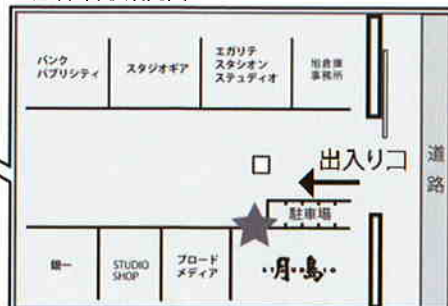 バンク
パブリシティ
スタジオギア
エガリテ
スタシオン
ステュディオ
旭倉庫
事務所
出入り口
道路
駐車場
銀一
STUDIO
SHOP
ブロード
メディア
月島